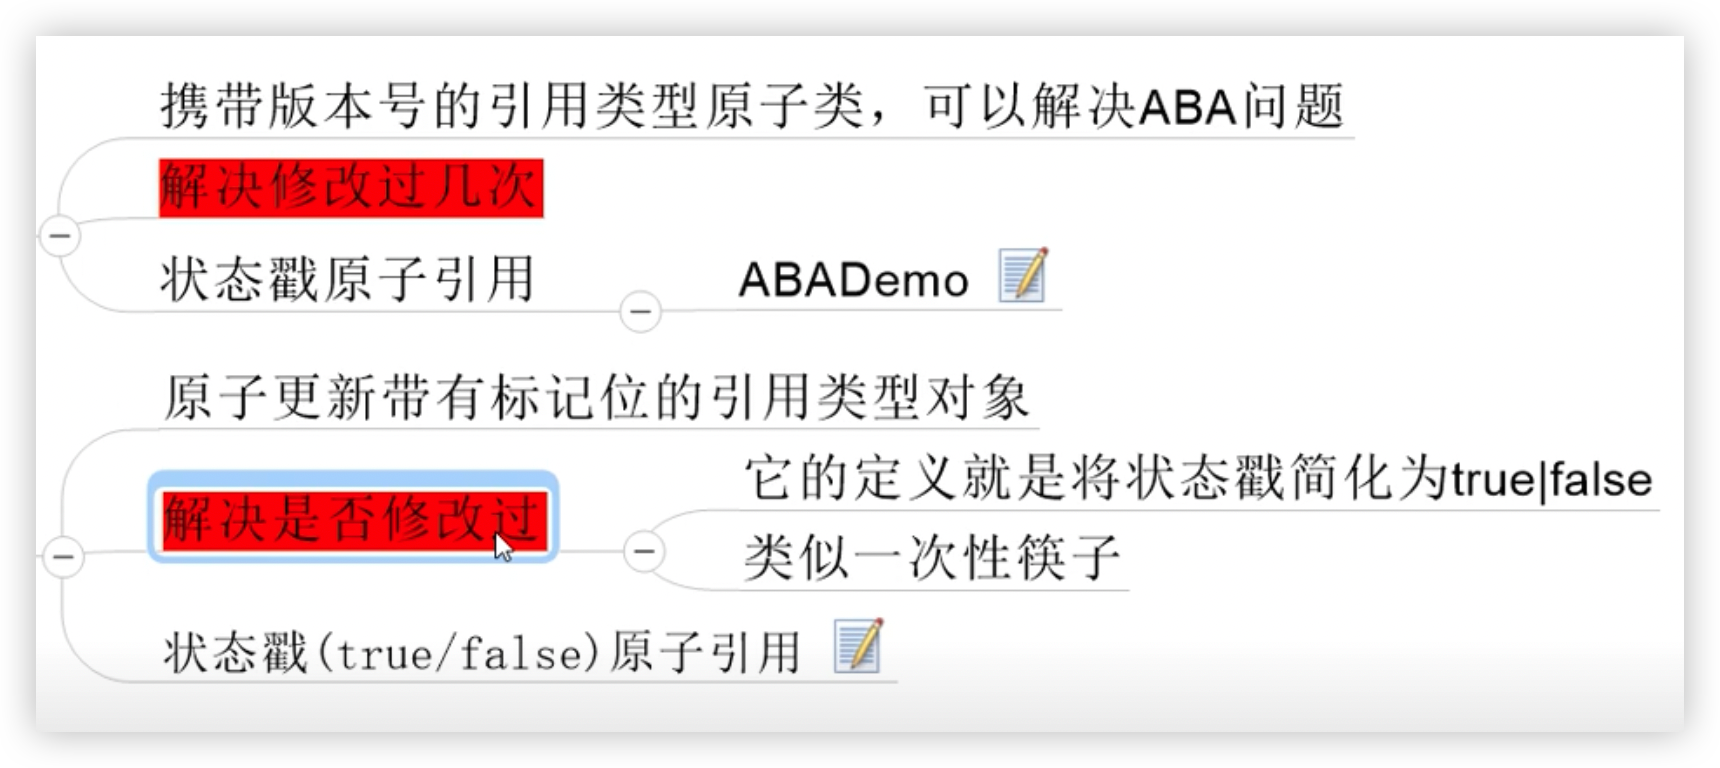 携带版本号的引用类型原子类，可以解决ABA问题
解决修改过几次
状态戳原子引用
ABADemo
原子更新带有标记位的引用类型对象
解决是否修改过
它的定义就是将状态戳简化为true|false
类似一次性筷子
状态戳(true/false)原子引用